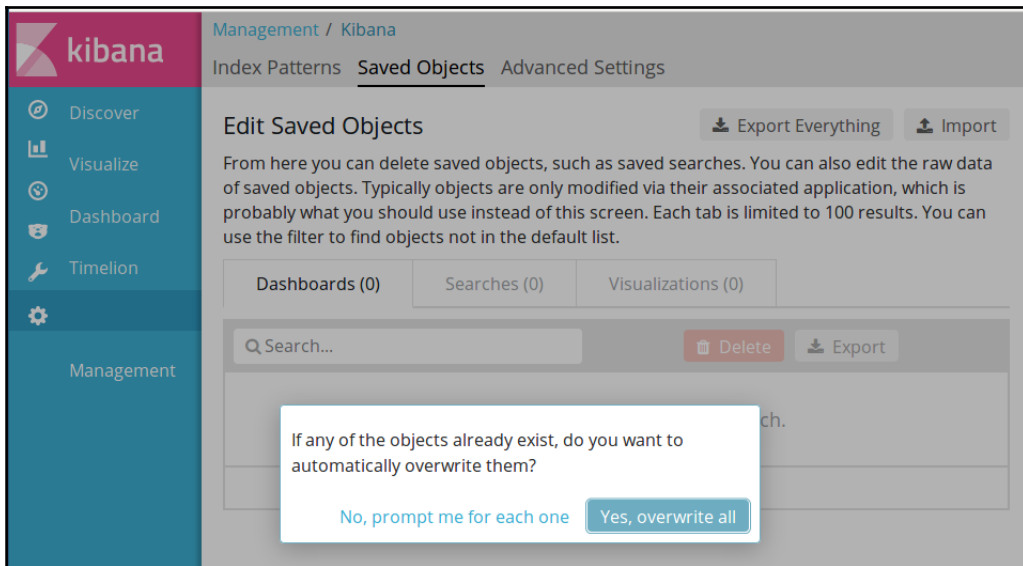 kibana
Discover
Visualize
Dashboard
Timelion
Management
Management / Kibana
Index Patterns Saved Objects Advanced Settings
Edit Saved Objects
Export Everything
Import
From here you can delete saved objects, such as saved searches. You can also edit the raw data
of saved objects. Typically objects are only modified via their associated application, which is
probably what you should use instead of this screen. Each tab is limited to 100 results. You can
use the filter to find objects not in the default list.
Dashboards (0) Searches (0) Visualizations (0)
Search...
Delete
Export
If any of the objects already exist, do you want to
automatically overwrite them?
No, prompt me for each one
Yes, overwrite all